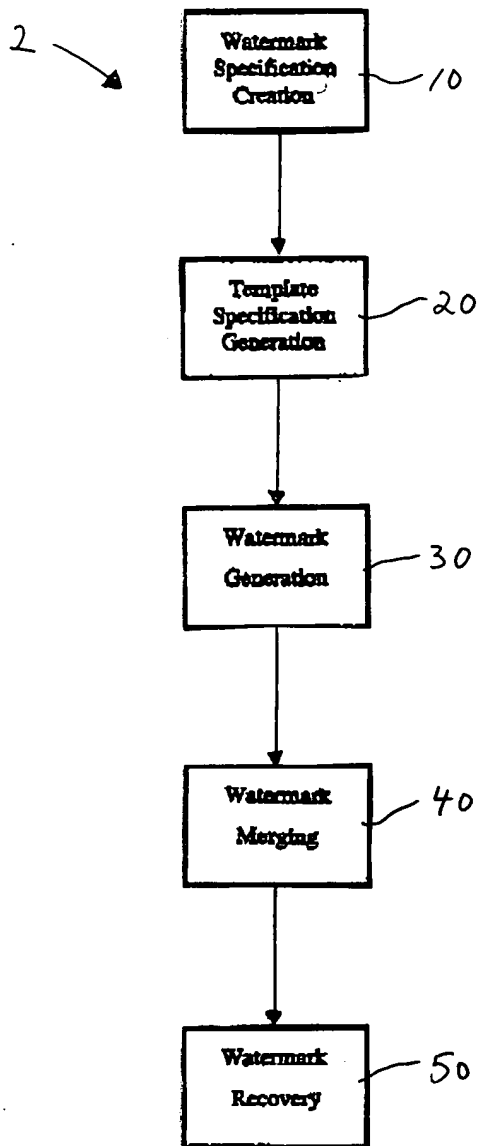 2
Watermark
Specification
Creation
10
Template
Specification
Generation
20
Watermark
Generation
30
Watermark
Merging
40
Watermark
Recovery
50